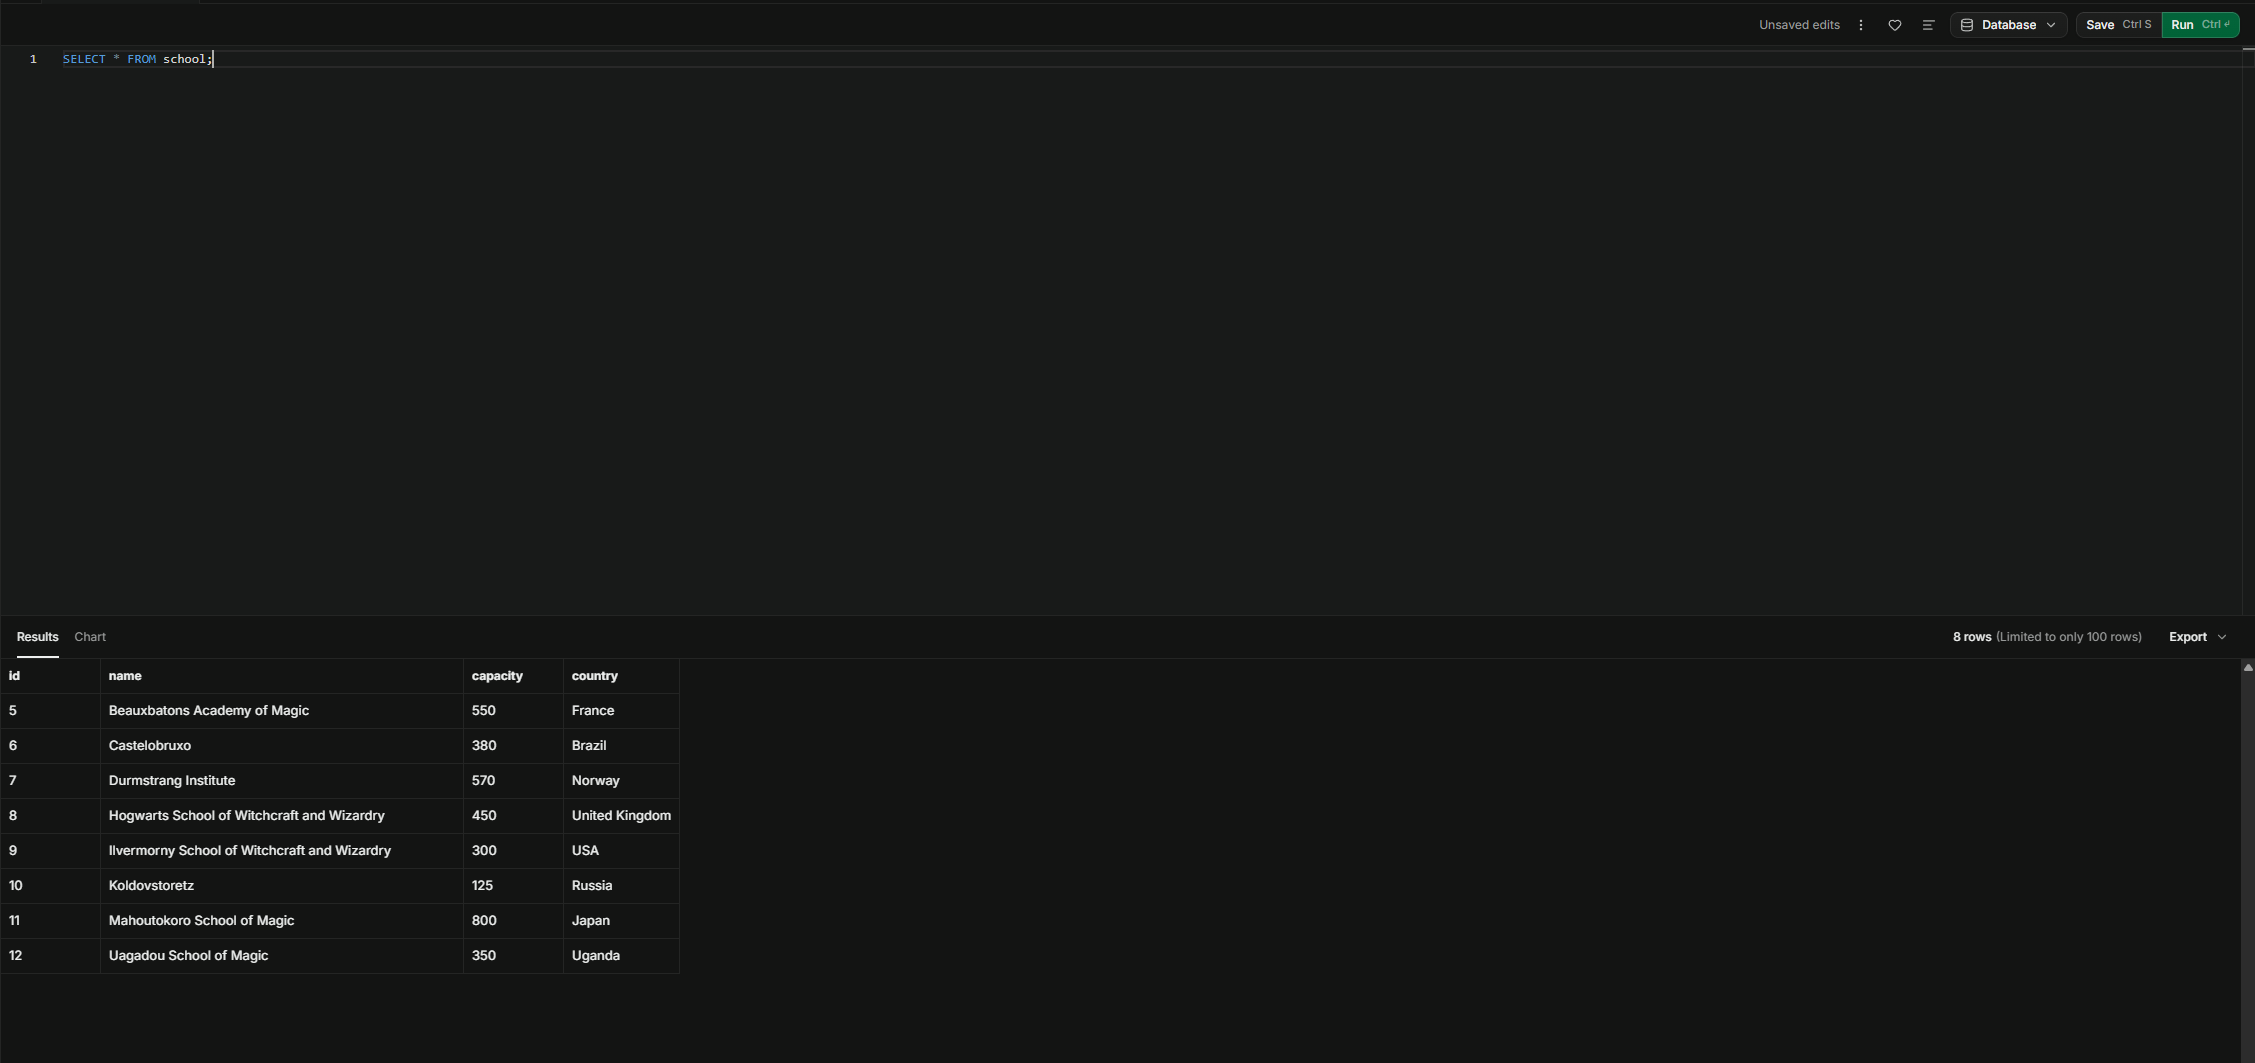 Unsaved edits Database Save Ctrl S Run Ctrl ↵
1 SELECT * FROM school;
Results Chart 8 rows (Limited to only 100 rows) Export
id name capacity country
5 Beauxbatons Academy of Magic 550 France
6 Castelobruxo 380 Brazil
7 Durmstrang Institute 570 Norway
8 Hogwarts School of Witchcraft and Wizardry 450 United Kingdom
9 Ilvermorny School of Witchcraft and Wizardry 300 USA
10 Koldovstoretz 125 Russia
11 Mahoutokoro School of Magic 800 Japan
12 Uagadou School of Magic 350 Uganda